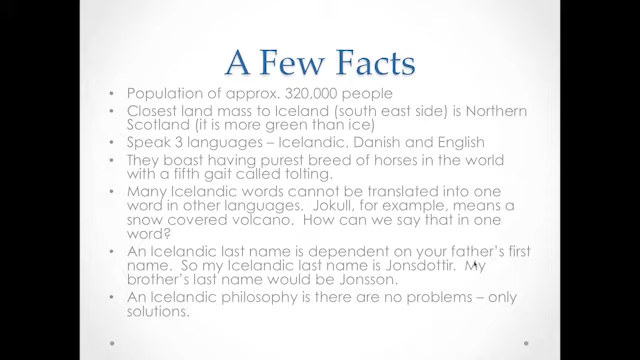 A Few Facts
• Population of approx. 320,000 people
• Closest land mass to Iceland (south east side) is Northern
Scotland (it is more green than ice)
• Speak 3 languages – Icelandic, Danish and English
• They boast having purest breed of horses in the world
with a fifth gait called tolting.
• Many Icelandic words cannot be translated into one
word in other languages. Jokull, for example, means a
snow covered volcano. How can we say that in one
word?
• An Icelandic last name is dependent on your father's first
name. So my Icelandic last name is Jonsdottir. My
brother's last name would be Jonsson.
• An Icelandic philosophy is there are no problems – only
solutions.